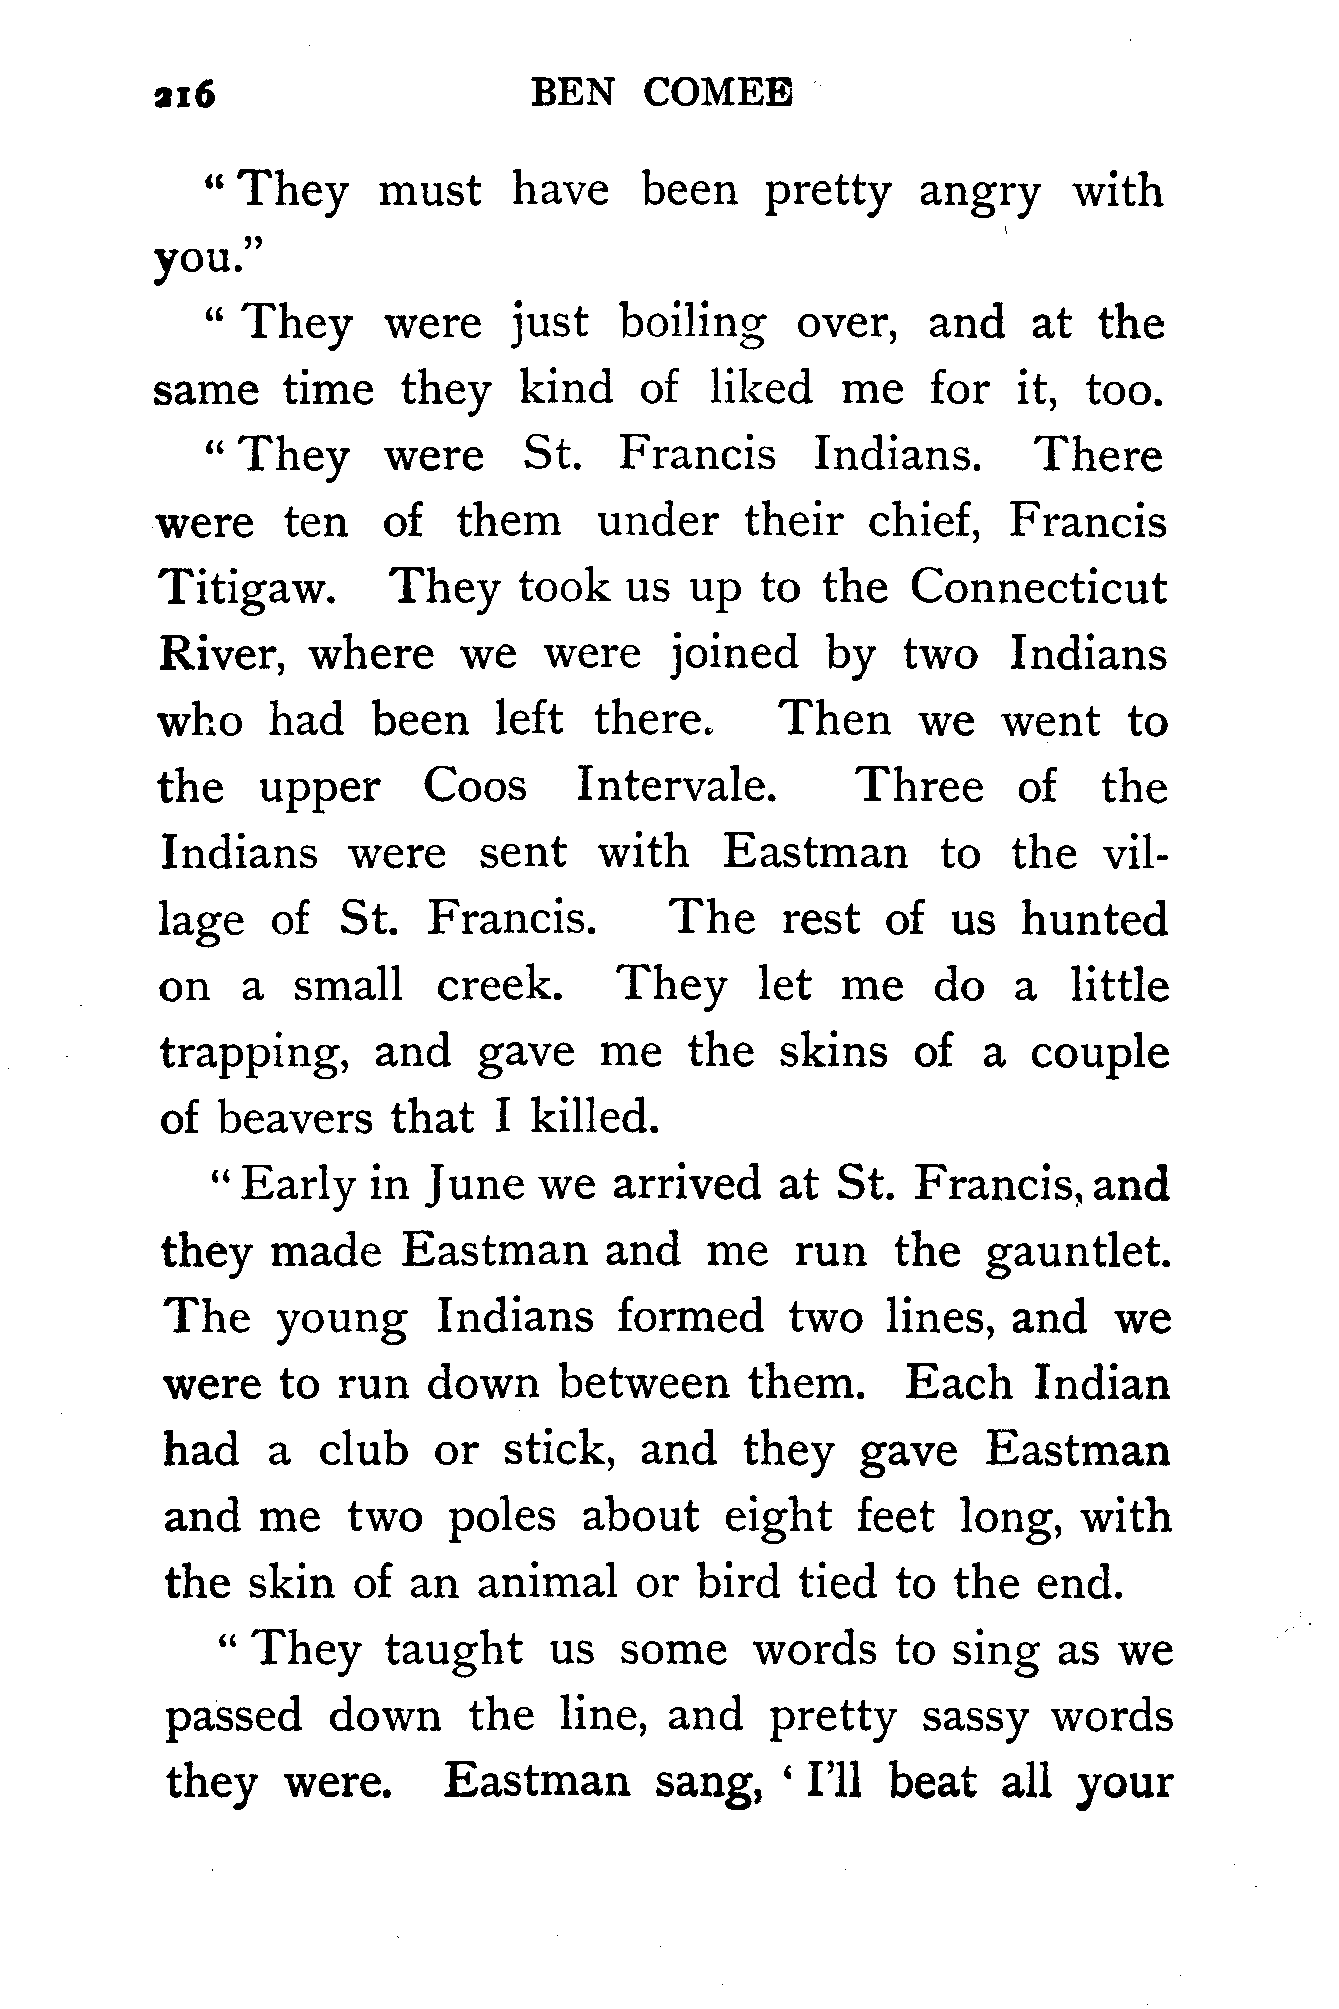 216 BEN COMEE
“ They must have been pretty angry with
you.”
“ They were just boiling over, and at the
same time they kind of liked me for it, too.
“ They were St. Francis Indians. There
were ten of them under their chief, Francis
Titigaw. They took us up to the Connecticut
River, where we were joined by two Indians
who had been left there. Then we went to
the upper Coos Intervale. Three of the
Indians were sent with Eastman to the vil-
lage of St. Francis. The rest of us hunted
on a small creek. They let me do a little
trapping, and gave me the skins of a couple
of beavers that I killed.
“ Early in June we arrived at St. Francis, and
they made Eastman and me run the gauntlet.
The young Indians formed two lines, and we
were to run down between them. Each Indian
had a club or stick, and they gave Eastman
and me two poles about eight feet long, with
the skin of an animal or bird tied to the end.
“ They taught us some words to sing as we
passed down the line, and pretty sassy words
they were. Eastman sang, ‘ I’ll beat all your